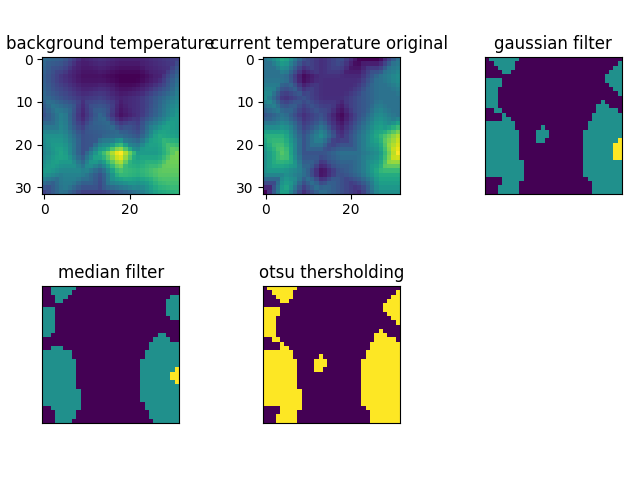 background temperature
current temperature original
gaussian filter
0
10
20
30
0
20
0
10
20
30
0
20
median filter
otsu thersholding